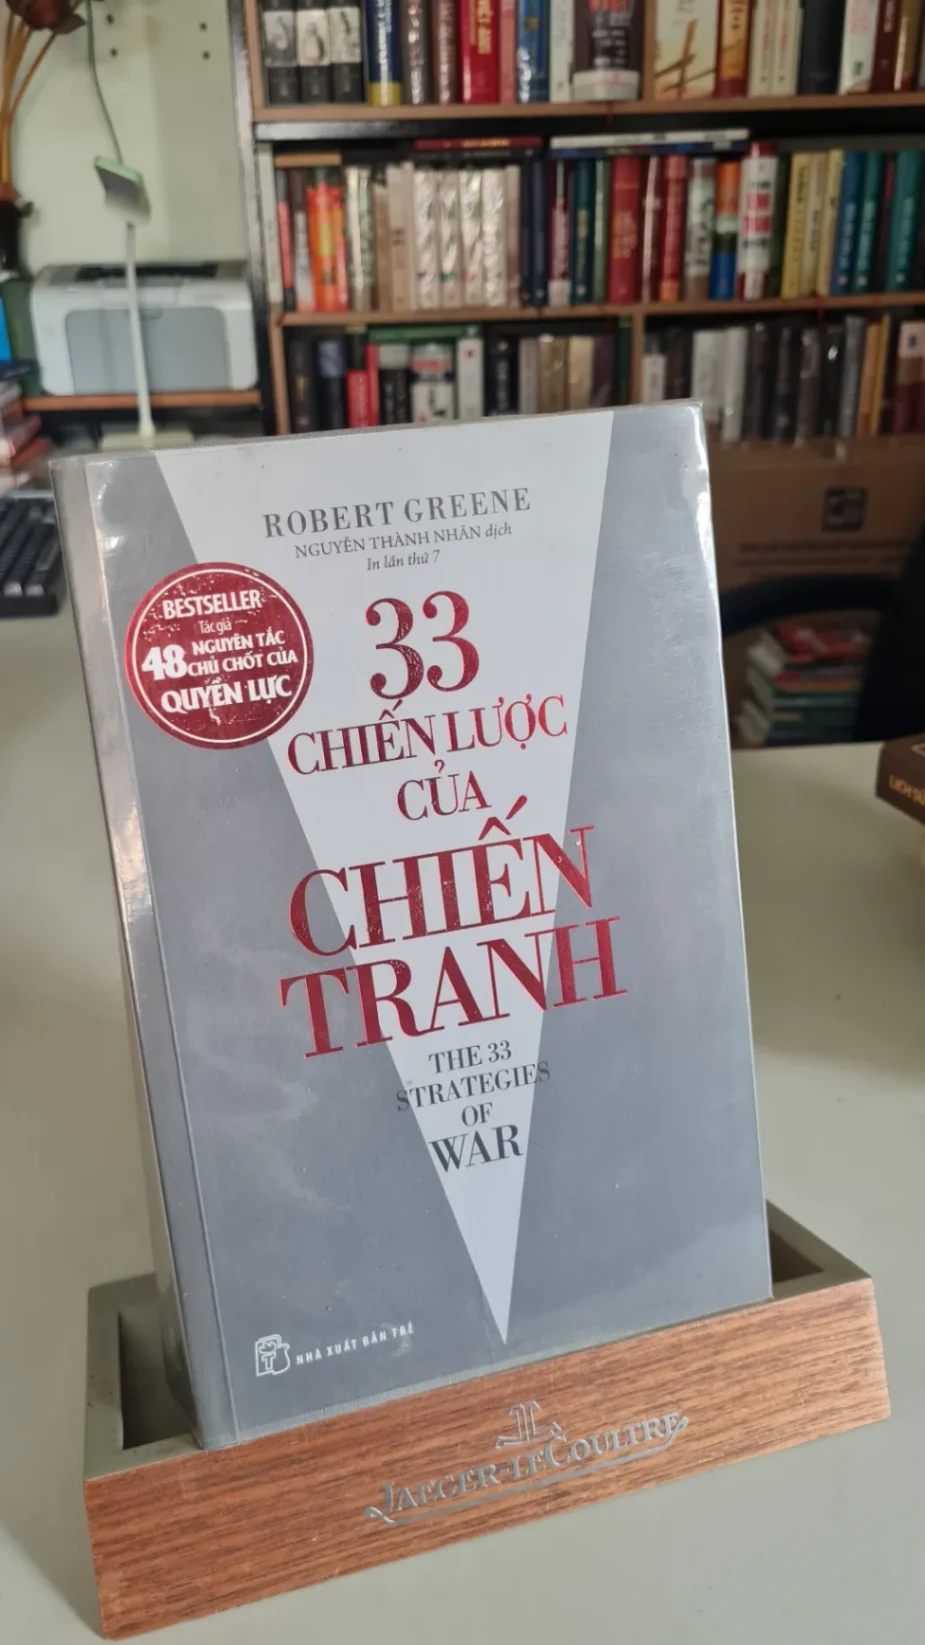 ROBERT GREENE
NGUYỄN THÀNH NHÂN dịch
In lần thứ 7
BESTSELLER
Tác giả
48 NGUYÊN TẮC
CHỦ CHỐT CỦA
QUYỀN LỰC
33
CHIẾN LƯỢC
CỦA
CHIẾN
TRANH
THE 33
STRATEGIES
OF
WAR
NHÀ XUẤT BẢN TRẺ
JAEGER-LECOULTRE